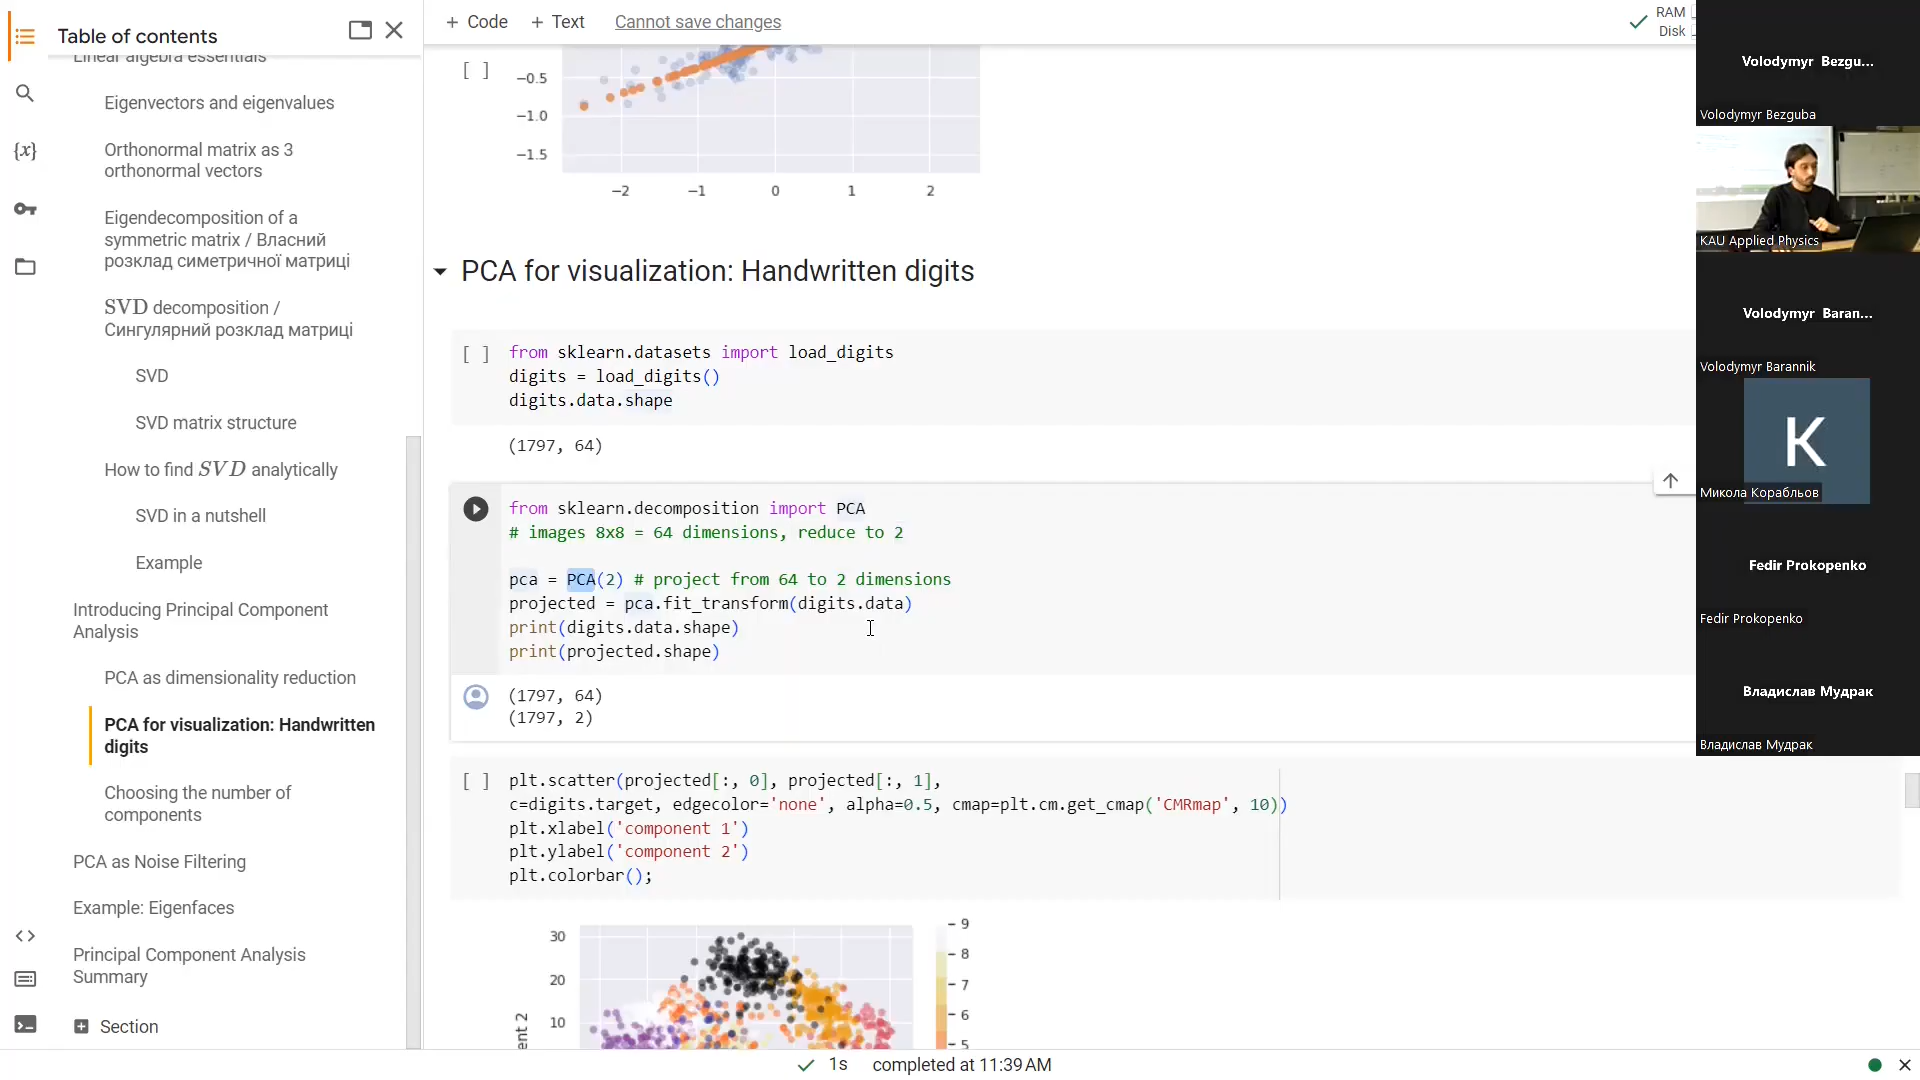 Table of contents
Linear algebra essentials
Eigenvectors and eigenvalues
Orthonormal matrix as 3
orthonormal vectors
Eigendecomposition of a
symmetric matrix / Власний
розклад симетричної матриці
SVD decomposition /
Сингулярний розклад матриці
SVD
SVD matrix structure
How to find SVD analytically
SVD in a nutshell
Example
Introducing Principal Component
Analysis
PCA as dimensionality reduction
PCA for visualization: Handwritten
digits
Choosing the number of
components
PCA as Noise Filtering
Example: Eigenfaces
Principal Component Analysis
Summary
Section
+ Code + Text Cannot save changes
RAM
Disk
[ ]
−0.5
−1.0
−1.5
−2 −1 0 1 2
PCA for visualization: Handwritten digits
[ ] from sklearn.datasets import load_digits
digits = load_digits()
digits.data.shape
(1797, 64)
from sklearn.decomposition import PCA
# images 8x8 = 64 dimensions, reduce to 2
pca = PCA(2) # project from 64 to 2 dimensions
projected = pca.fit_transform(digits.data)
print(digits.data.shape)
print(projected.shape)
(1797, 64)
(1797, 2)
[ ] plt.scatter(projected[:, 0], projected[:, 1],
c=digits.target, edgecolor='none', alpha=0.5, cmap=plt.cm.get_cmap('CMRmap', 10))
plt.xlabel('component 1')
plt.ylabel('component 2')
plt.colorbar();
30
20
10
ent 2
9
8
7
6
5
1s completed at 11:39 AM
Volodymyr Bezgu...
Volodymyr Bezguba
KAU Applied Physics
Volodymyr Baran...
Volodymyr Barannik
K
Микола Корабльов
Fedir Prokopenko
Fedir Prokopenko
Владислав Мудрак
Владислав Мудрак
{x}